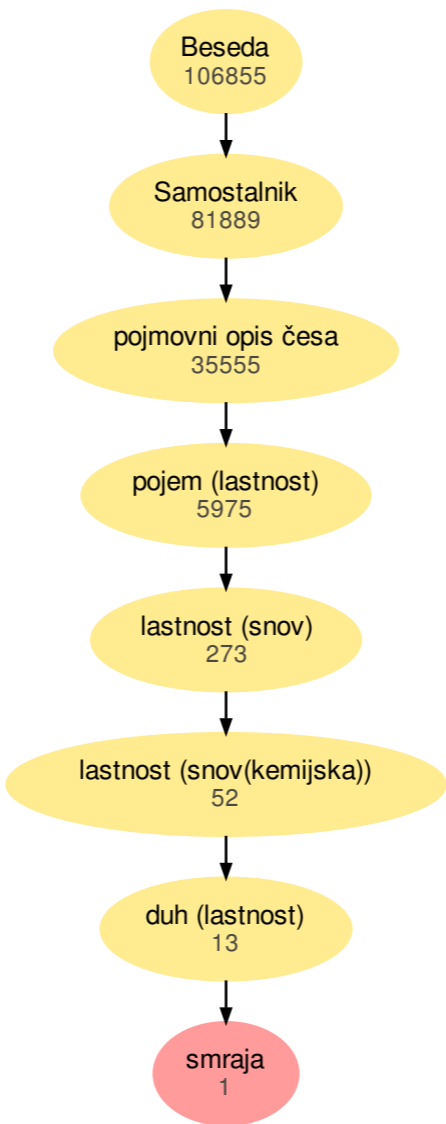 Beseda
106855
Samostalnik
81889
pojmovni opis česa
35555
pojem (lastnost)
5975
lastnost (snov)
273
lastnost (snov(kemijska))
52
duh (lastnost)
13
smraja
1